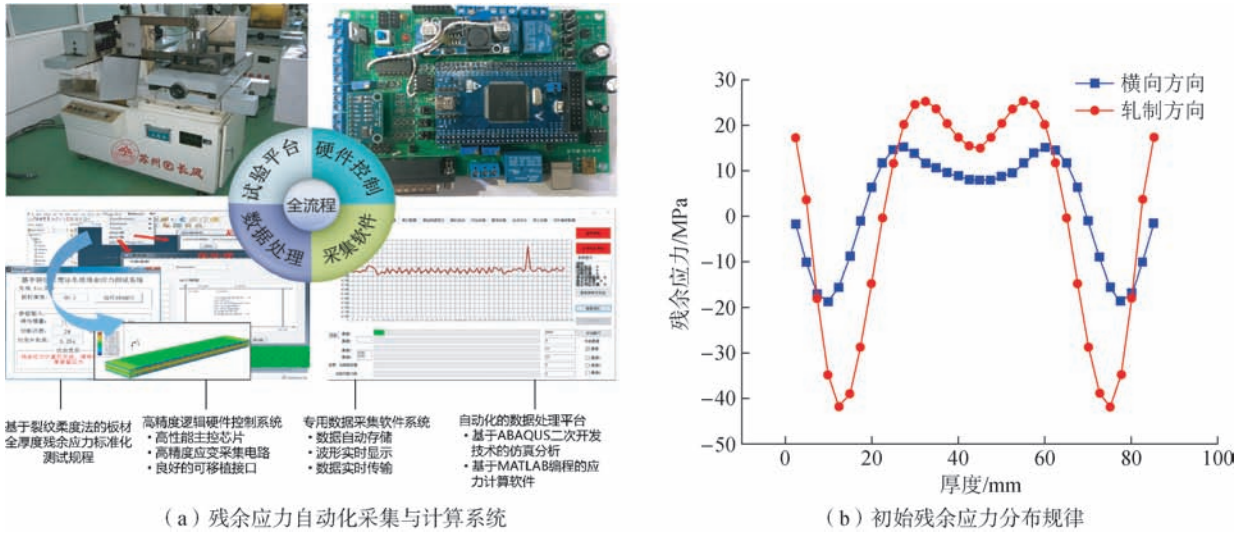 苏州长风
试验平台
硬件控制
全流程
数据处理
采集软件
基于裂纹柔度法的板材
全厚度残余应力标准化
测试规程
高精度逻辑硬件控制系统
• 高性能主控芯片
• 高精度应变采集电路
• 良好的可移植接口
专用数据采集软件系统
• 数据自动存储
• 波形实时显示
• 数据实时传输
自动化的数据处理平台
• 基于ABAQUS二次开发
技术的仿真分析
• 基于MATLAB编程的应
力计算软件
（a）残余应力自动化采集与计算系统
横向方向
轧制方向
残余应力/MPa
30
20
10
0
−10
−20
−30
−40
−50
0
20
40
60
80
100
厚度/mm
（b）初始残余应力分布规律